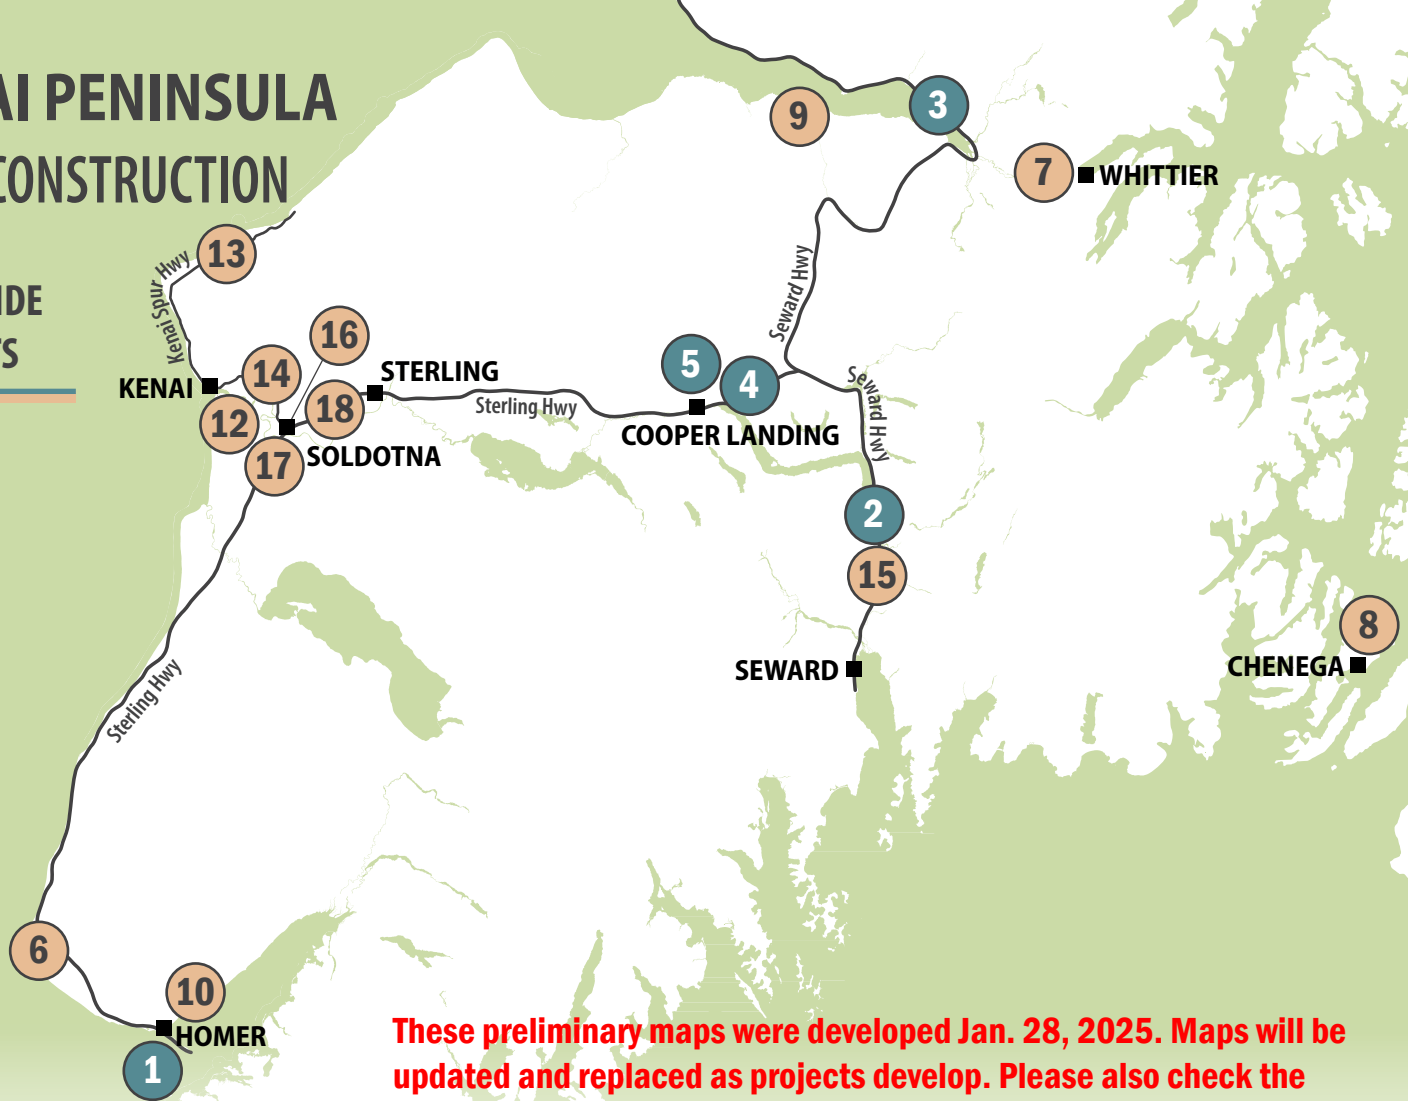 AI PENINSULA
CONSTRUCTION
IDE
TS
3
9
7
WHITTIER
13
Kenai Spur Hwy
Seward Hwy
16
5
14
STERLING
4
KENAI
Seward Hwy
18
Sterling Hwy
12
COOPER LANDING
17
SOLDOTNA
2
15
8
SEWARD
CHENEGA
Sterling Hwy
6
10
HOMER
1
These preliminary maps were developed Jan. 28, 2025. Maps will be
updated and replaced as projects develop. Please also check the